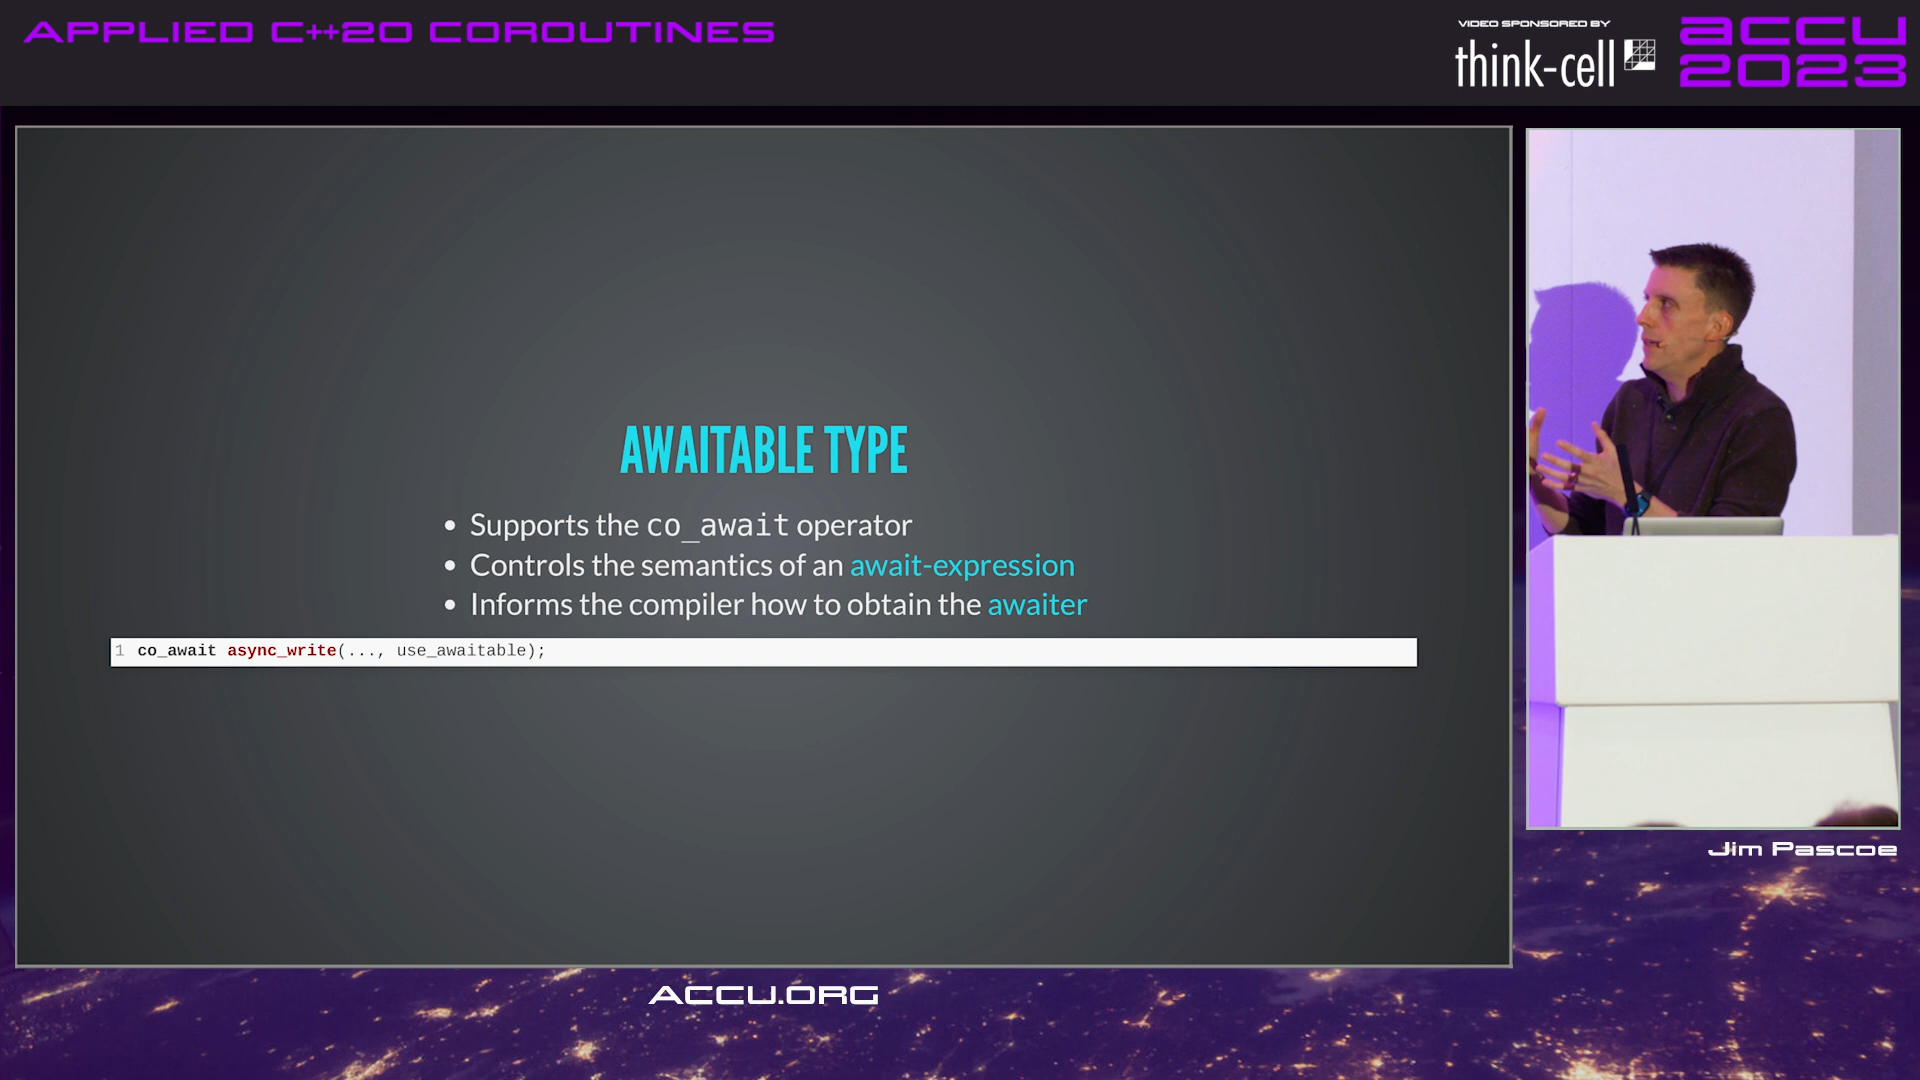 APPLIED C++20 COROUTINES
VIDEO SPONSORED BY
think-cell
accu
2023
AWAITABLE TYPE
• Supports the co_await operator
• Controls the semantics of an await-expression
• Informs the compiler how to obtain the awaiter
1 co_await async_write(..., use_awaitable);
Jim Pascoe
ACCU.ORG